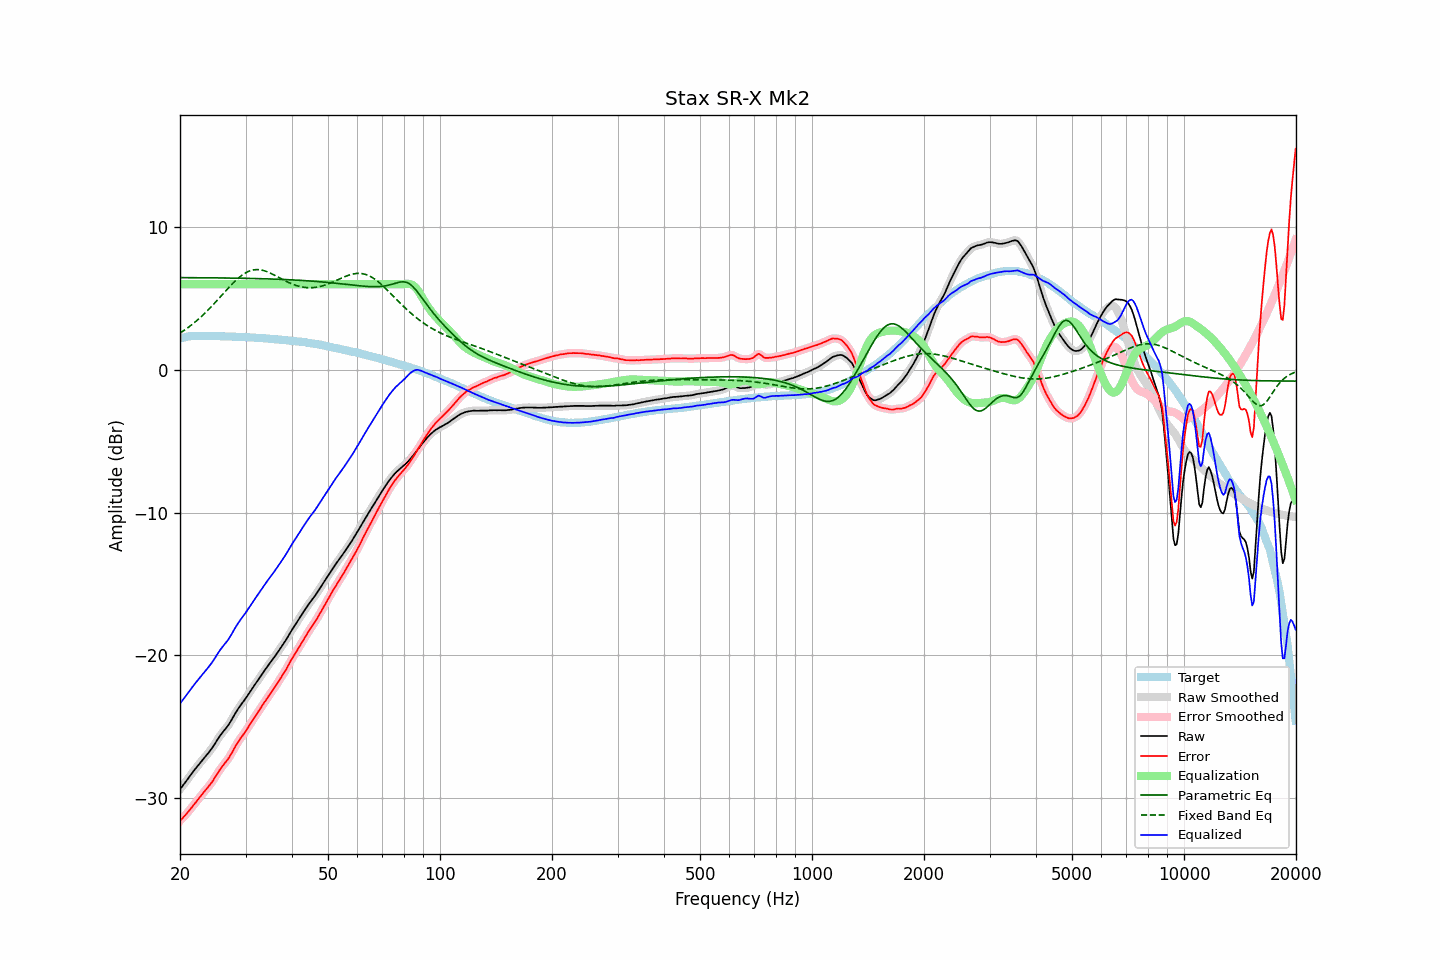 Stax SR-X Mk2
Amplitude (dBr)
10
0
−10
−20
−30
20
50
100
200
500
1000
2000
5000
10000
20000
Frequency (Hz)
Target
Raw Smoothed
Error Smoothed
Raw
Error
Equalization
Parametric Eq
Fixed Band Eq
Equalized